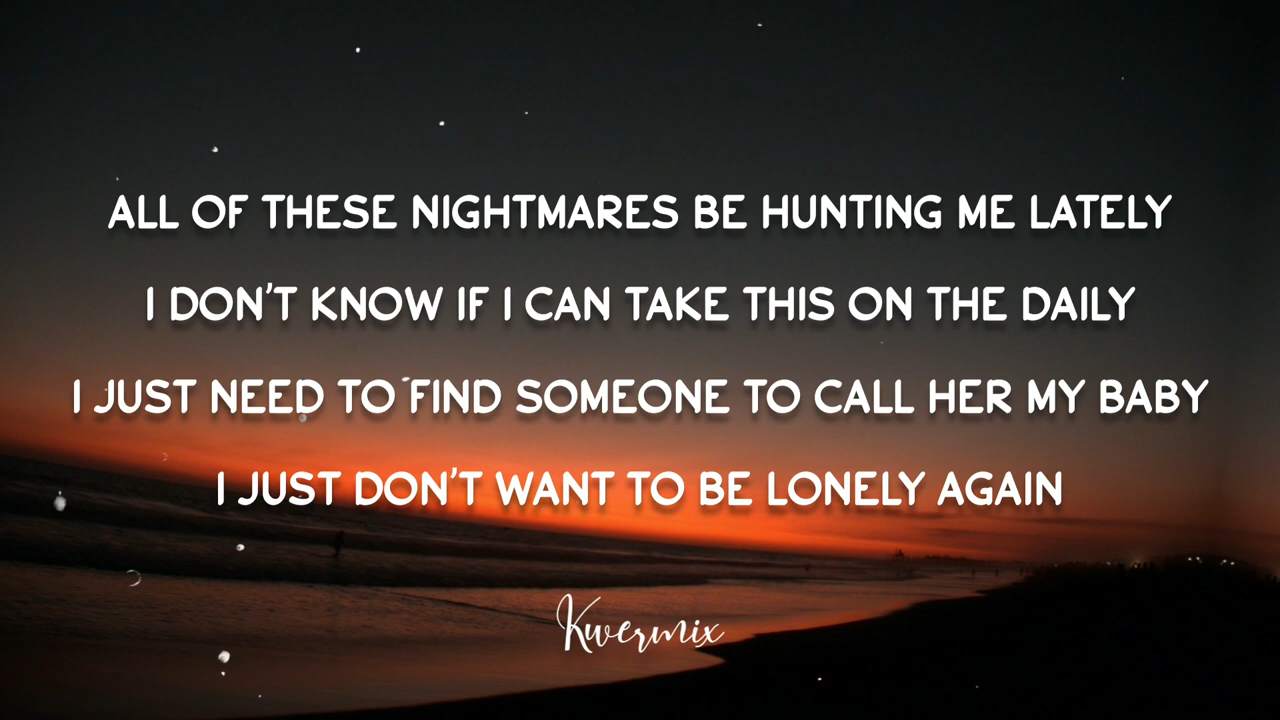 ALL OF THESE NIGHTMARES BE HUNTING ME LATELY
I DON'T KNOW IF I CAN TAKE THIS ON THE DAILY
I JUST NEED TO FIND SOMEONE TO CALL HER MY BABY
I JUST DON'T WANT TO BE LONELY AGAIN
Kwermix